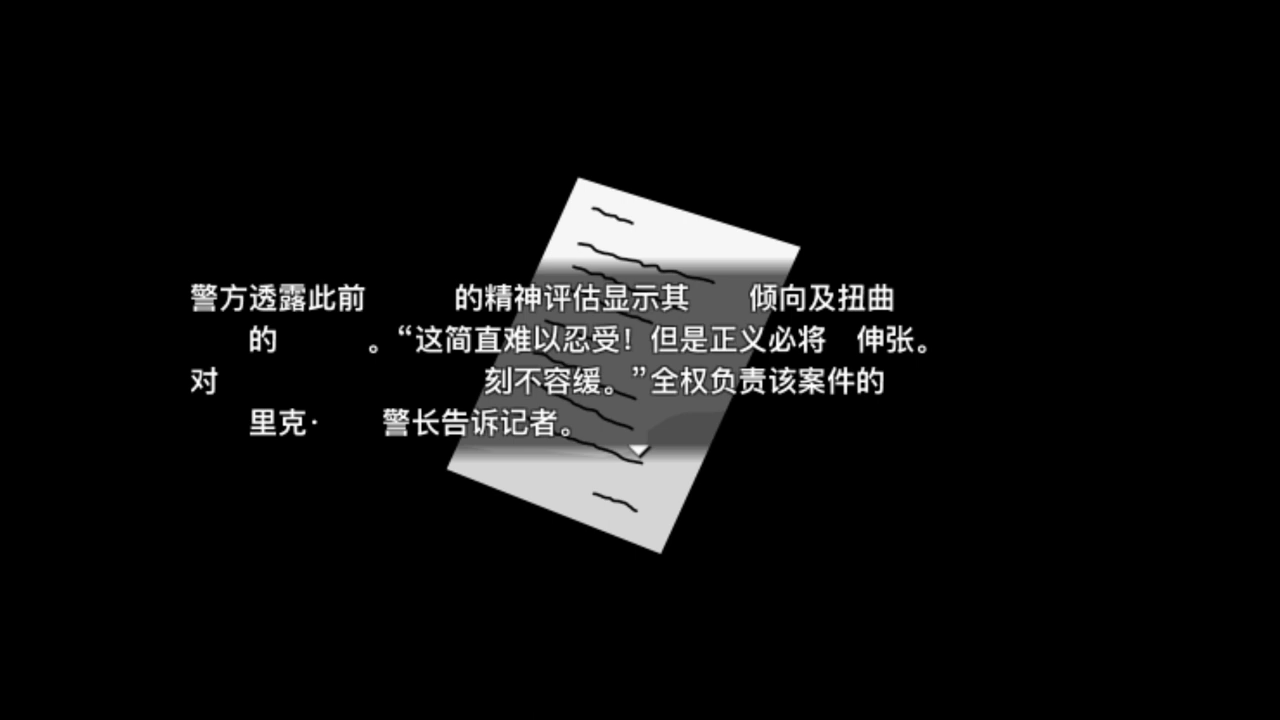 警方透露此前　　　的精神评估显示其　　倾向及扭曲
　　的　　　。“这简直难以忍受！但是正义必将　伸张。
对　　　　　　　　　刻不容缓。”全权负责该案件的
　　里克·　　警长告诉记者。